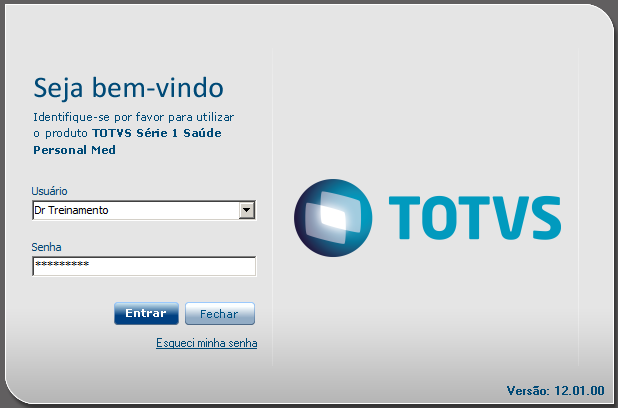 Seja bem-vindo
Identifique-se por favor para utilizar
o produto TOTVS Série 1 Saúde
Personal Med
Usuário
Dr Treinamento
Senha
*********
Entrar
Fechar
Esqueci minha senha
TOTVS
Versão: 12.01.00